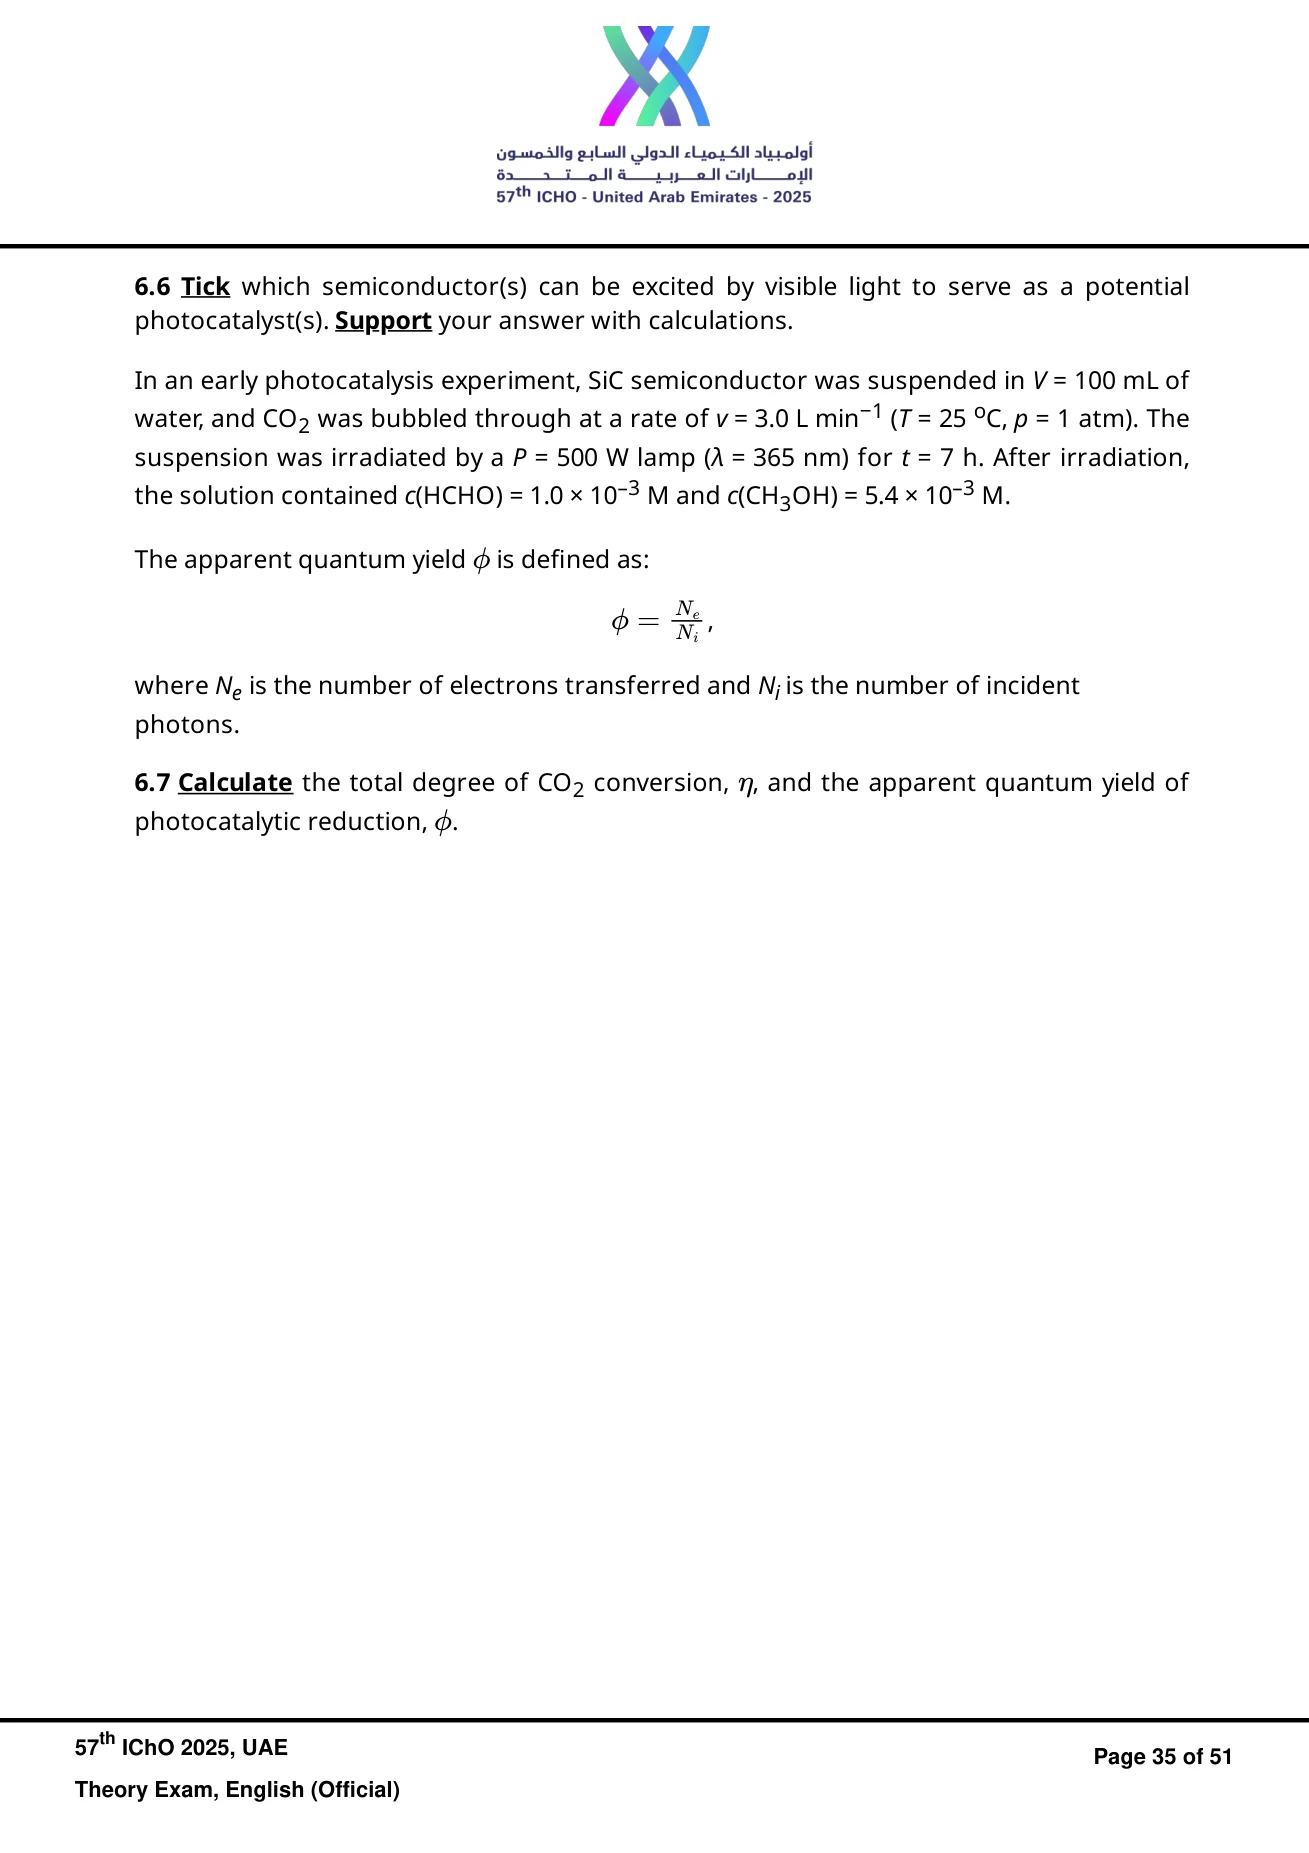 أولمبياد الكيمياء الدولي السابع والخمسون
الإمارات العربية المتحدة
57th ICHO - United Arab Emirates - 2025
6.6 Tick which semiconductor(s) can be excited by visible light to serve as a potential
photocatalyst(s). Support your answer with calculations.
In an early photocatalysis experiment, SiC semiconductor was suspended in V = 100 mL of
water, and CO2 was bubbled through at a rate of v = 3.0 L min−1 (T = 25 oC, p = 1 atm). The
suspension was irradiated by a P = 500 W lamp (λ = 365 nm) for t = 7 h. After irradiation,
the solution contained c(HCHO) = 1.0 × 10−3 M and c(CH3OH) = 5.4 × 10−3 M.
The apparent quantum yield ϕ is defined as:
ϕ = Ne/Ni,
where Ne is the number of electrons transferred and Ni is the number of incident
photons.
6.7 Calculate the total degree of CO2 conversion, η, and the apparent quantum yield of
photocatalytic reduction, ϕ.
57th IChO 2025, UAE
Theory Exam, English (Official)
Page 35 of 51